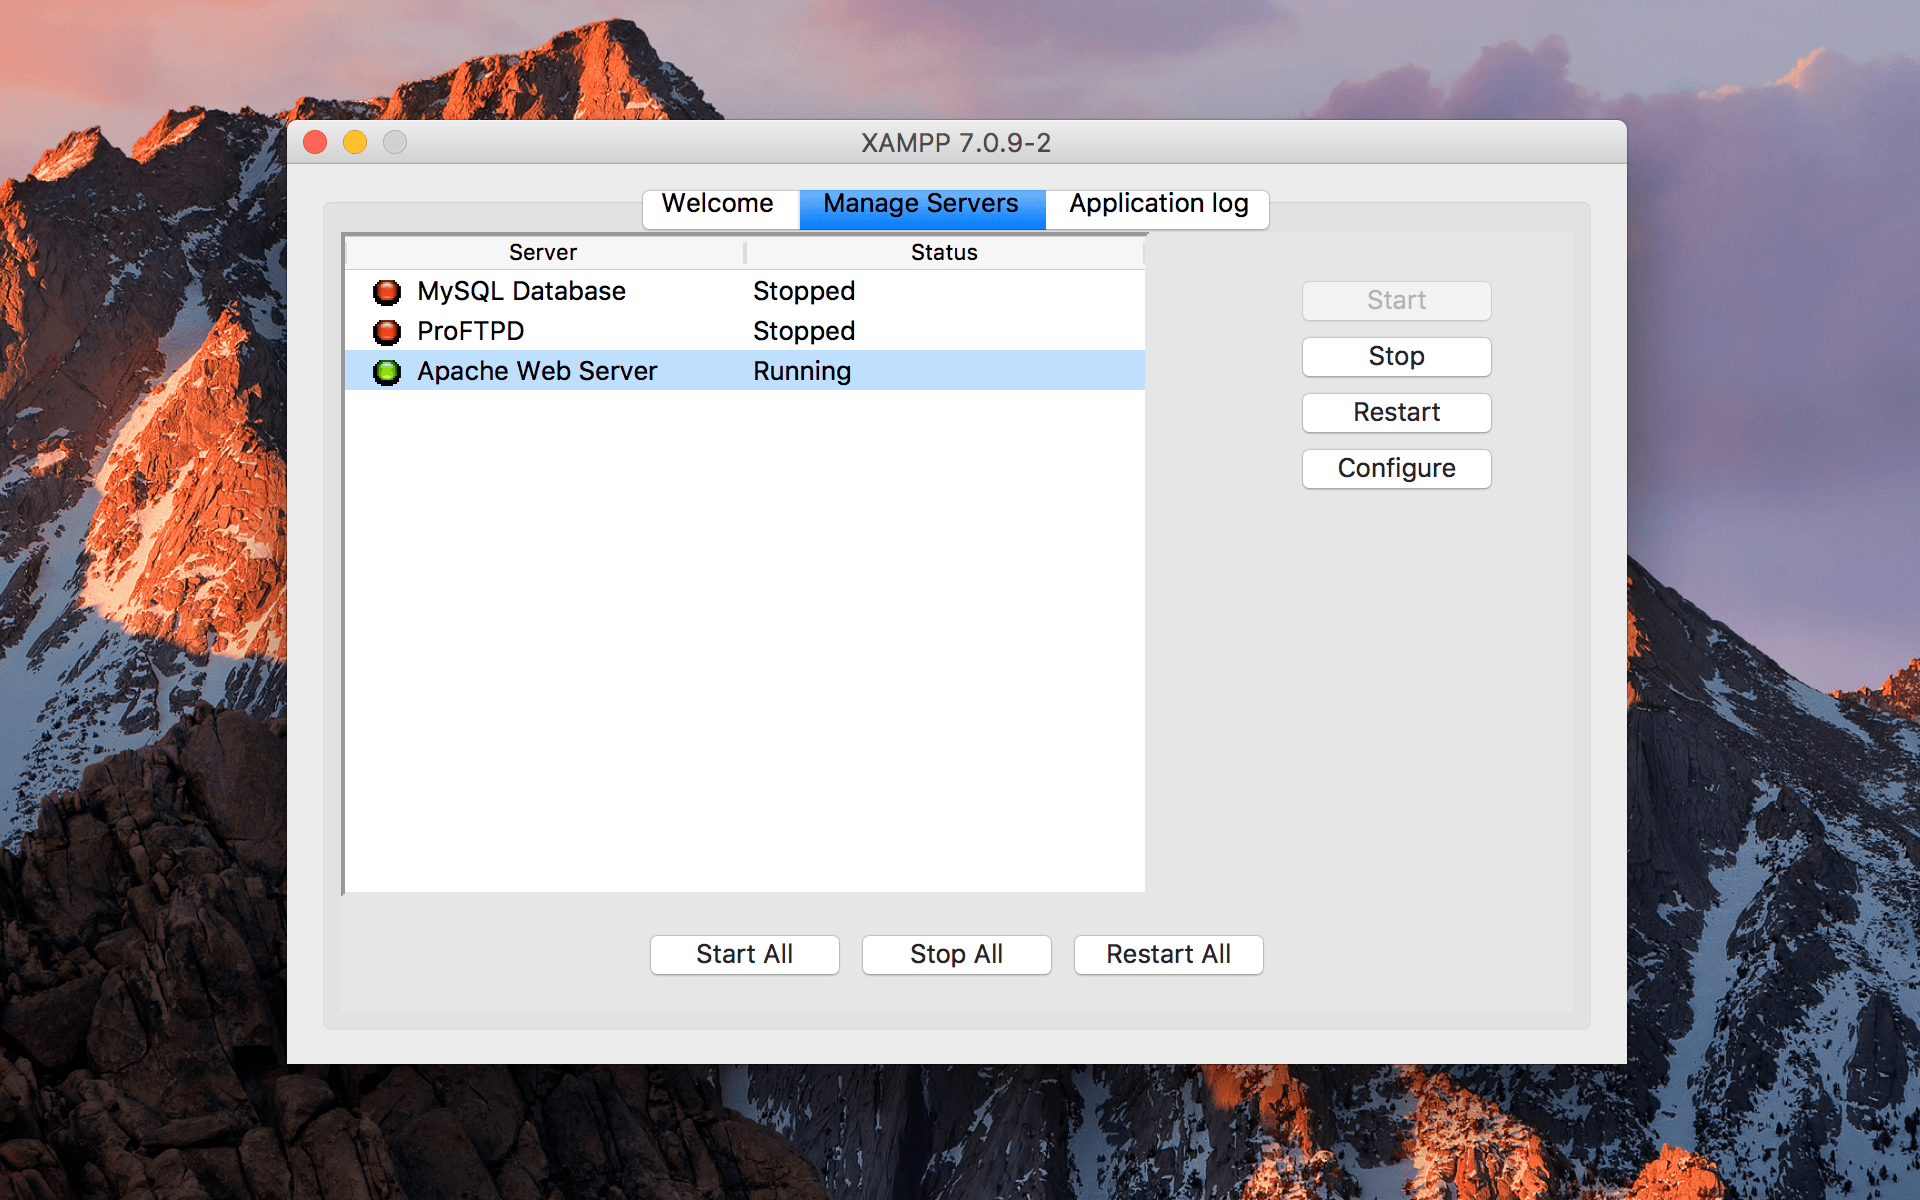 XAMPP 7.0.9-2
Welcome Manage Servers Application log
Server Status
MySQL Database Stopped
ProFTPD Stopped
Apache Web Server Running
Start
Stop
Restart
Configure
Start All Stop All Restart All